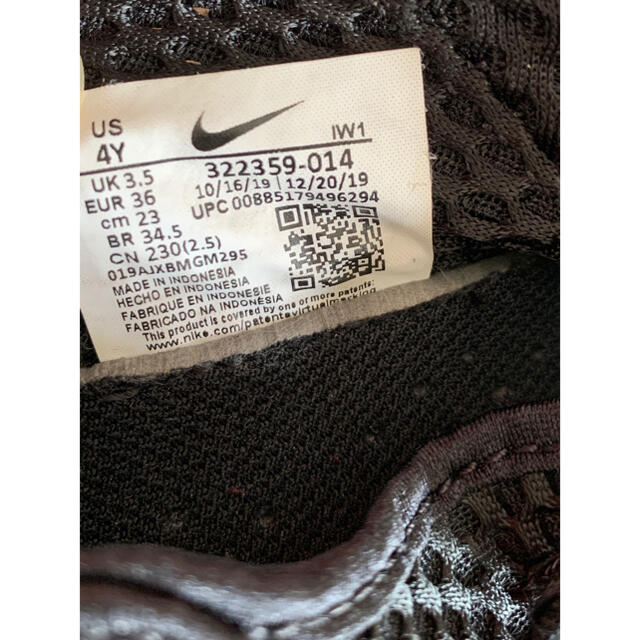 US
4Y
IW1
UK 3.5
322359-014
EUR 36
10/16/19 | 12/20/19
cm 23
UPC 00885179496294
BR 34.5
CN 230(2.5)
019AJXBMGM295
MADE IN INDONESIA
HECHO EN INDONESIA
FABRIQUE EN INDONESIE
FABRICADO NA INDONÉSIA
This product is covered by one or more patents:
www.nike.com/patentsvirtualmarking